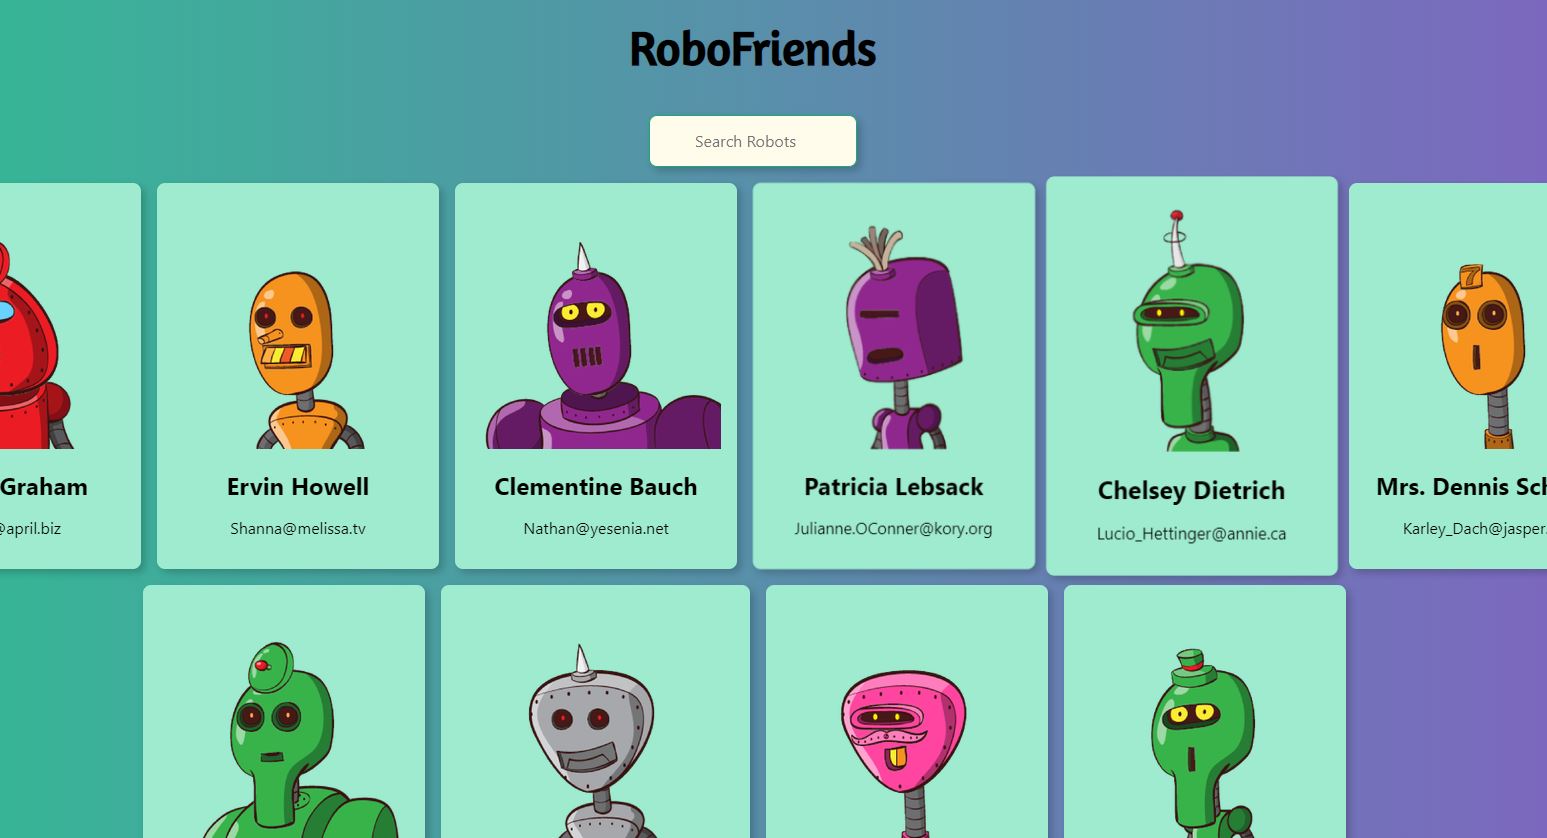 RoboFriends
Search Robots
Graham
@april.biz
Ervin Howell
Shanna@melissa.tv
Clementine Bauch
Nathan@yesenia.net
Patricia Lebsack
Julianne.OConner@kory.org
7
Chelsey Dietrich
Lucio_Hettinger@annie.ca
Mrs. Dennis Sch
Karley_Dach@jasper.